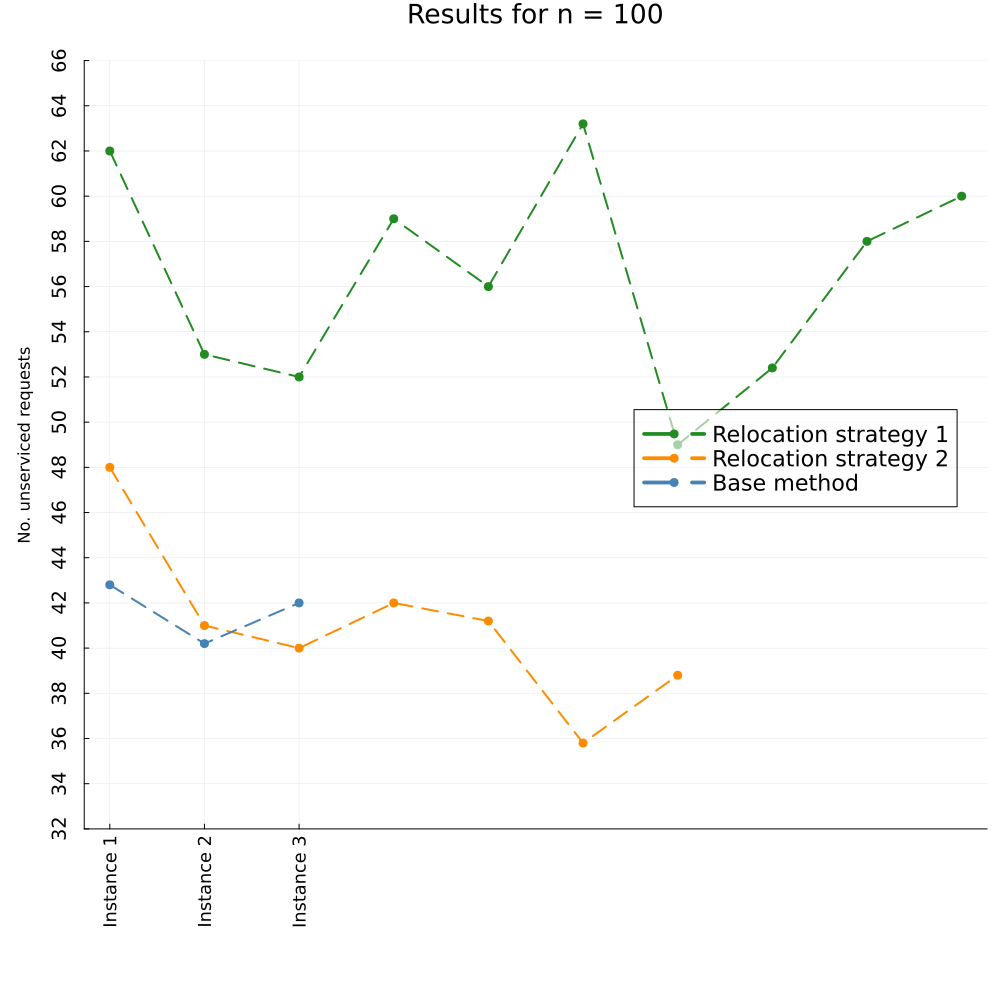 Results for n = 100
66
64
62
60
58
56
54
52
50
48
46
44
42
40
38
36
34
32
No. unserviced requests
Relocation strategy 1
Relocation strategy 2
Base method
Instance 1
Instance 2
Instance 3